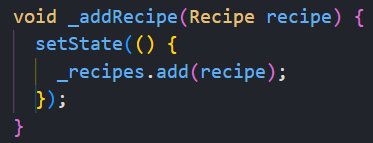 void _addRecipe(Recipe recipe) {
  setState(() {
    _recipes.add(recipe);
  });
}